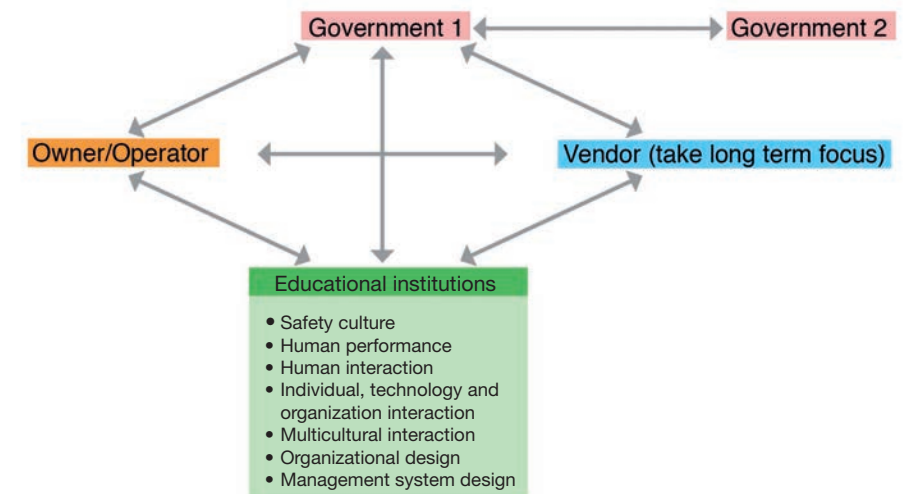 Government 1
Government 2
Owner/Operator
Vendor (take long term focus)
Educational institutions
• Safety culture
• Human performance
• Human interaction
• Individual, technology and
organization interaction
• Multicultural interaction
• Organizational design
• Management system design